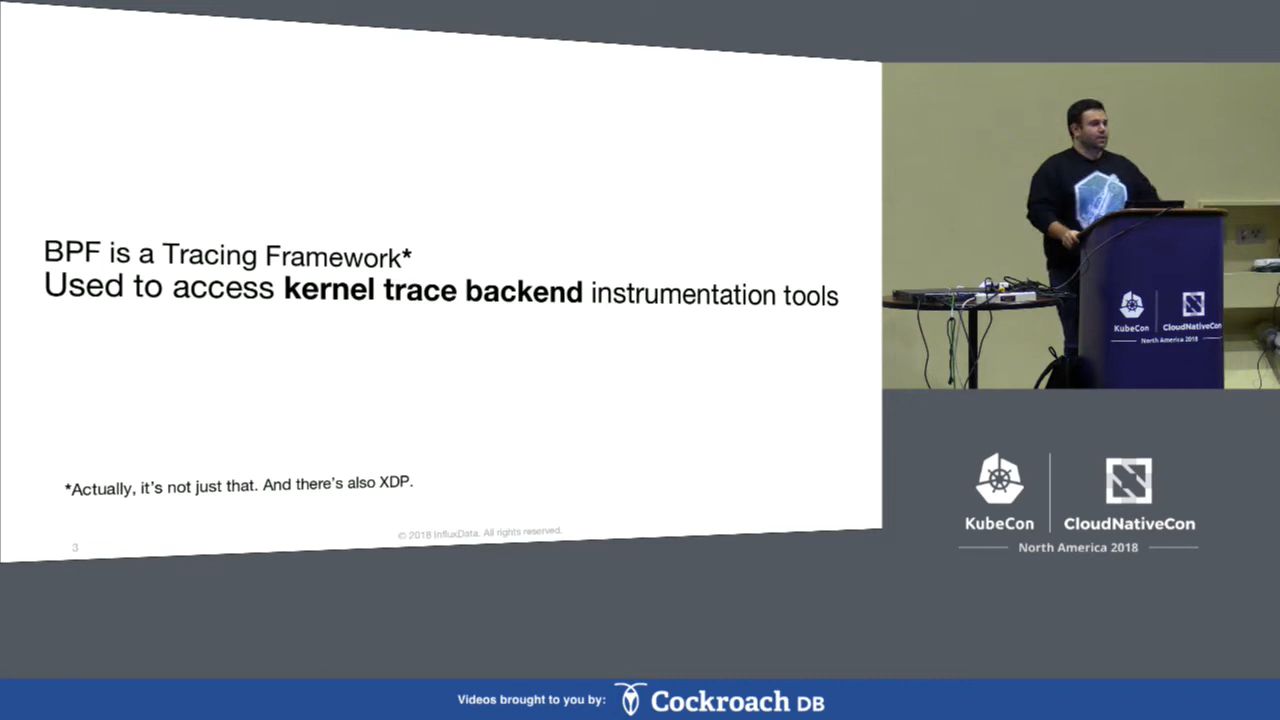 BPF is a Tracing Framework*
Used to access kernel trace backend instrumentation tools
*Actually, it's not just that. And there's also XDP.
3
© 2018 InfluxData. All rights reserved.
KubeCon
CloudNativeCon
North America 2018
KubeCon
CloudNativeCon
North America 2018
Videos brought to you by: Cockroach DB